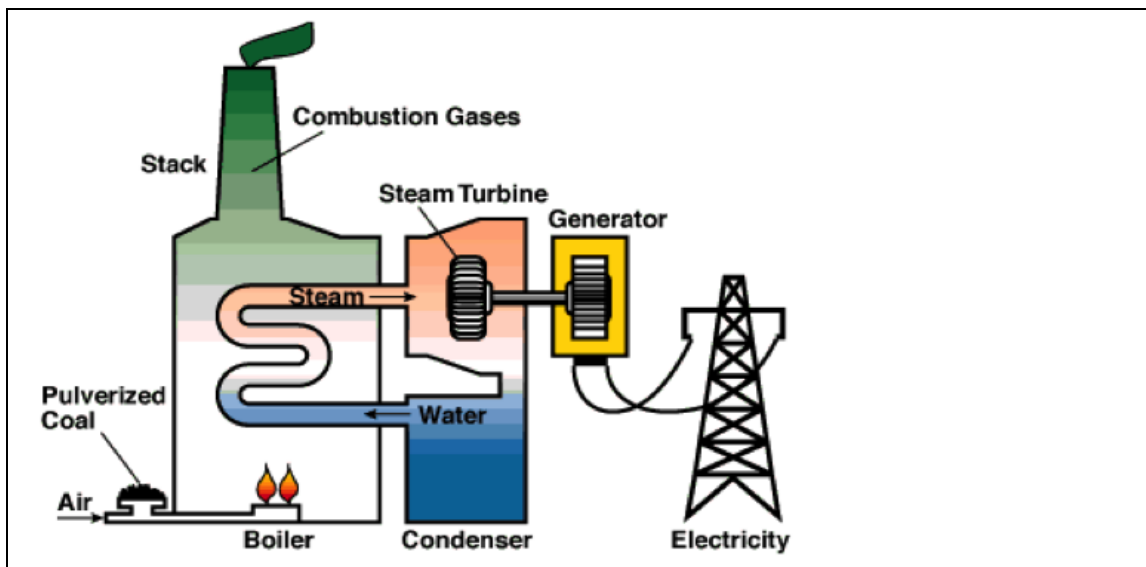 Combustion Gases
Stack
Steam Turbine
Generator
Steam
Pulverized
Coal
Water
Air
Boiler
Condenser
Electricity